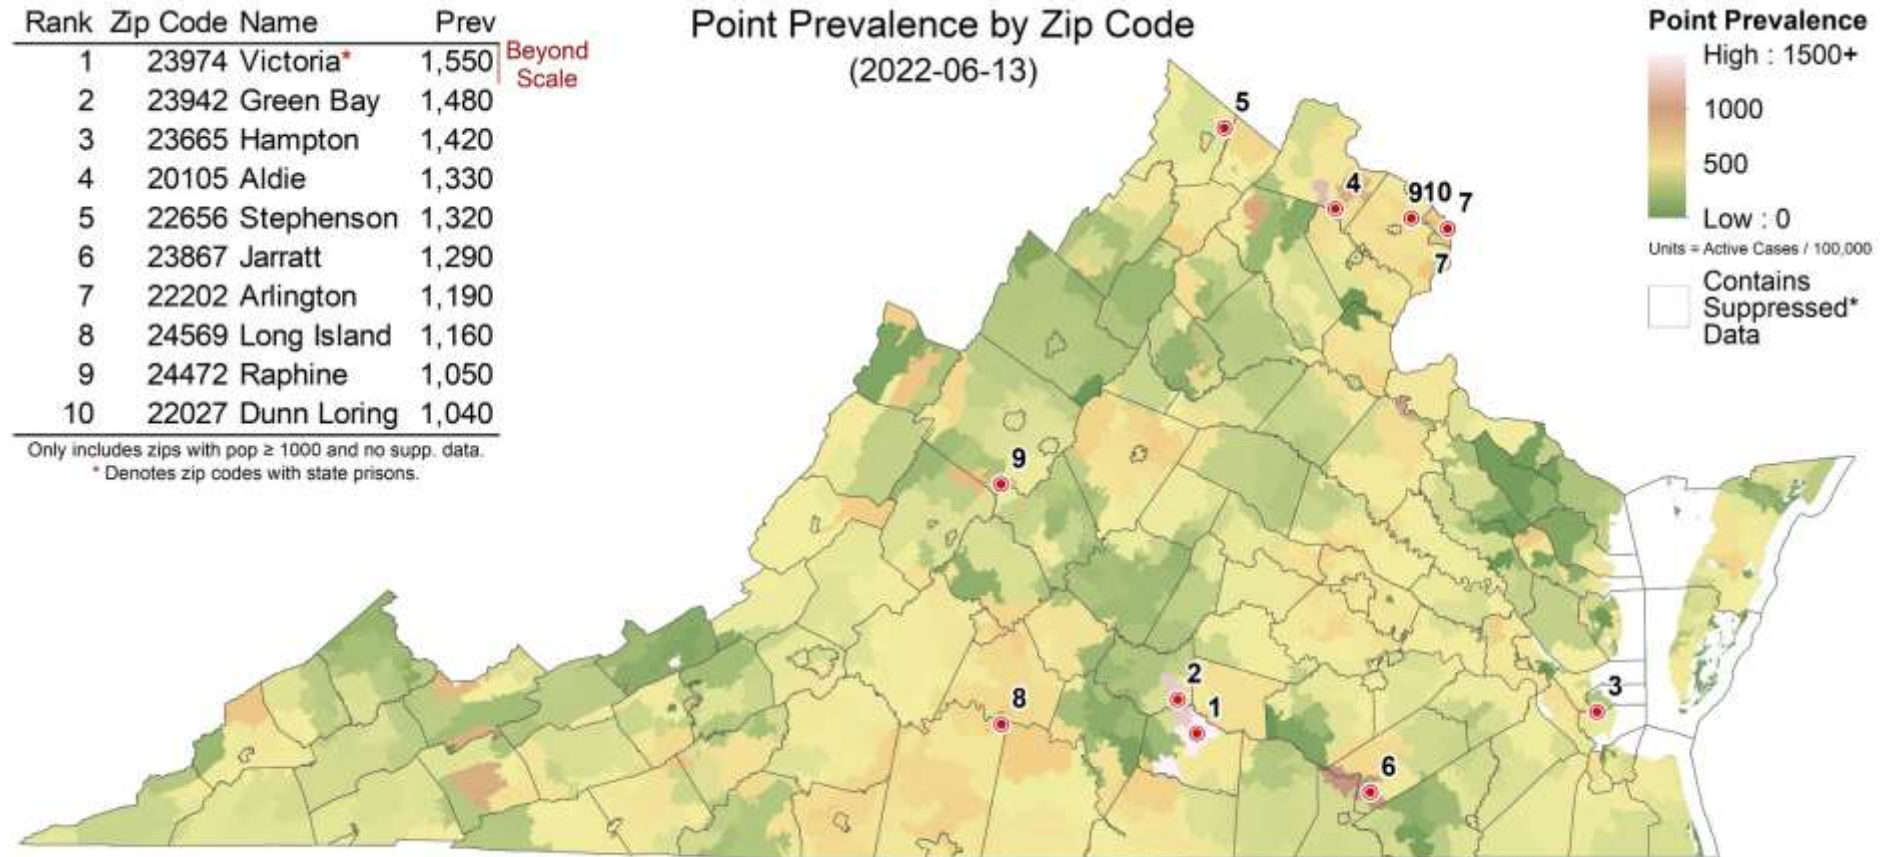 Rank Zip Code Name Prev
1 23974 Victoria* 1,550
2 23942 Green Bay 1,480
3 23665 Hampton 1,420
4 20105 Aldie 1,330
5 22656 Stephenson 1,320
6 23867 Jarratt 1,290
7 22202 Arlington 1,190
8 24569 Long Island 1,160
9 24472 Raphine 1,050
10 22027 Dunn Loring 1,040
Only includes zips with pop ≥ 1000 and no supp. data.
* Denotes zip codes with state prisons.
Beyond
Scale
Point Prevalence by Zip Code
(2022-06-13)
Point Prevalence
High : 1500+
1000
500
Low : 0
Units = Active Cases / 100,000
Contains
Suppressed*
Data
5
4
910 7
7
9
2
8
1
3
6